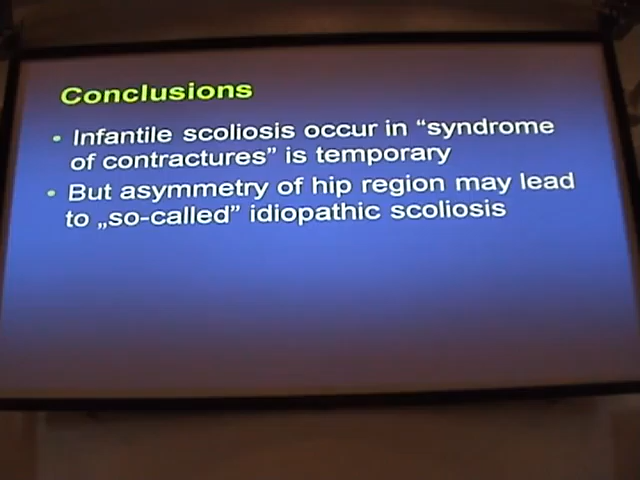 Conclusions
• Infantile scoliosis occur in “syndrome
of contractures” is temporary
• But asymmetry of hip region may lead
to „so-called” idiopathic scoliosis